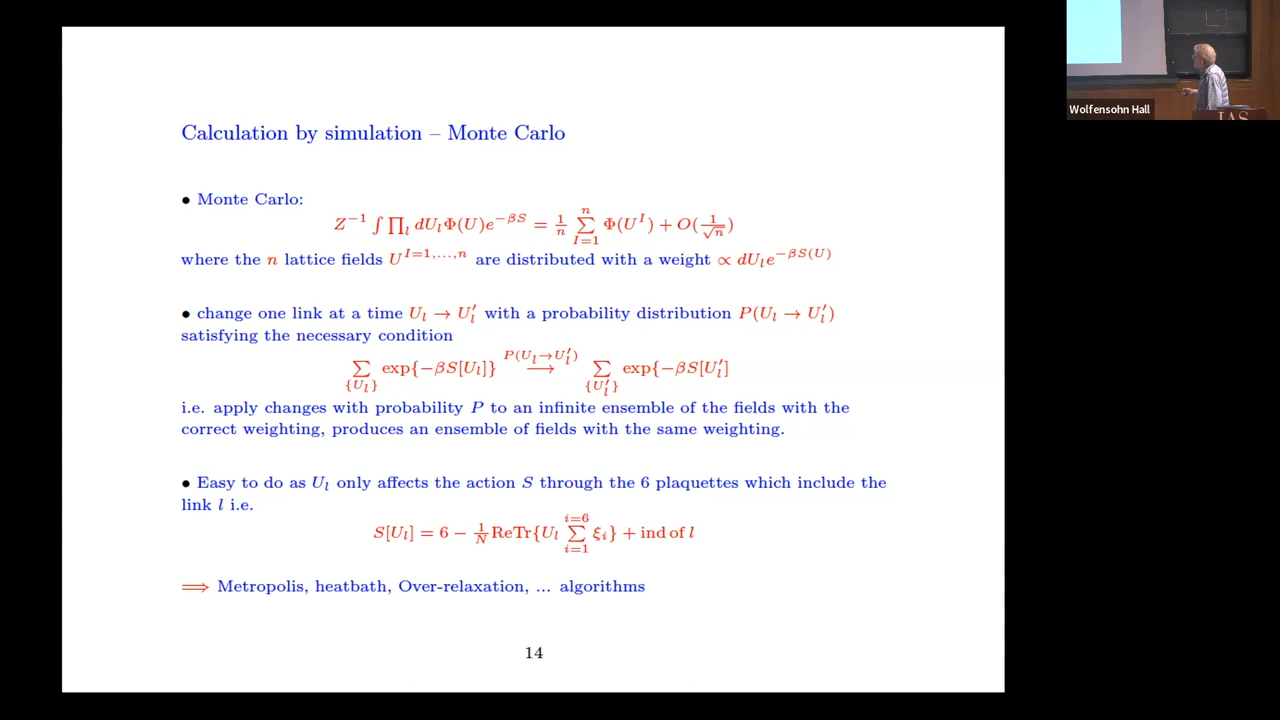 Calculation by simulation – Monte Carlo
• Monte Carlo:
Z⁻¹ ∫ ∏_l dU_l Φ(U) e^{−βS} = 1/n ∑_{I=1}^{n} Φ(U^I) + O(1/√n)
where the n lattice fields U^{I=1,...,n} are distributed with a weight ∝ dU_l e^{−βS(U)}
• change one link at a time U_l → U′_l with a probability distribution P(U_l → U′_l)
satisfying the necessary condition
∑_{{U_l}} exp{−βS[U_l]} ⟶^{P(U_l→U′_l)} ∑_{{U′_l}} exp{−βS[U′_l]
i.e. apply changes with probability P to an infinite ensemble of the fields with the
correct weighting, produces an ensemble of fields with the same weighting.
• Easy to do as U_l only affects the action S through the 6 plaquettes which include the
link l i.e.
S[U_l] = 6 − 1/N ReTr{U_l ∑_{i=1}^{i=6} ξ_i} + ind of l
⟹ Metropolis, heatbath, Over-relaxation, ... algorithms
14
Wolfensohn Hall
IAS